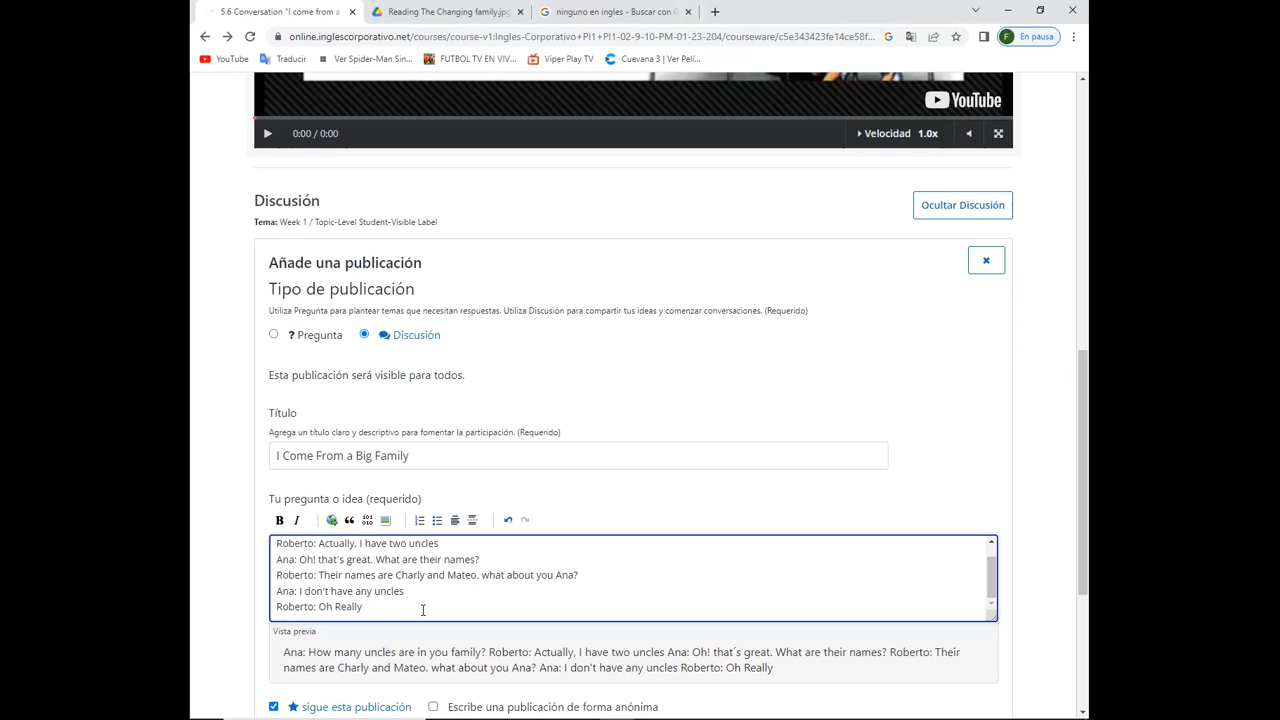 5.6 Conversation "I come from a
Reading The Changing family.jpg
ninguno en ingles - Buscar con G
online.inglescorporativo.net/courses/course-v1:Ingles-Corporativo+PI1+PI1-02-9-10-PM-01-23-204/courseware/c5e343423fe14ce58f...
F En pausa
YouTube
Traducir
Ver Spider-Man Sin...
FUTBOL TV EN VIV...
Viper Play TV
Cuevana 3 | Ver Pelí...
YouTube
0:00 / 0:00
Velocidad 1.0x
Discusión
Ocultar Discusión
Tema: Week 1 / Topic-Level Student-Visible Label
Añade una publicación
Tipo de publicación
Utiliza Pregunta para plantear temas que necesitan respuestas. Utiliza Discusión para compartir tus ideas y comenzar conversaciones. (Requerido)
? Pregunta
Discusión
Esta publicación será visible para todos.
Título
Agrega un título claro y descriptivo para fomentar la participación. (Requerido)
I Come From a Big Family
Tu pregunta o idea (requerido)
B I
Roberto: Actually, I have two uncles
Ana: Oh! that´s great. What are their names?
Roberto: Their names are Charly and Mateo. what about you Ana?
Ana: I don't have any uncles
Roberto: Oh Really
Vista previa
Ana: How many uncles are in you family? Roberto: Actually, I have two uncles Ana: Oh! that´s great. What are their names? Roberto: Their
names are Charly and Mateo. what about you Ana? Ana: I don't have any uncles Roberto: Oh Really
sigue esta publicación
Escribe una publicación de forma anónima